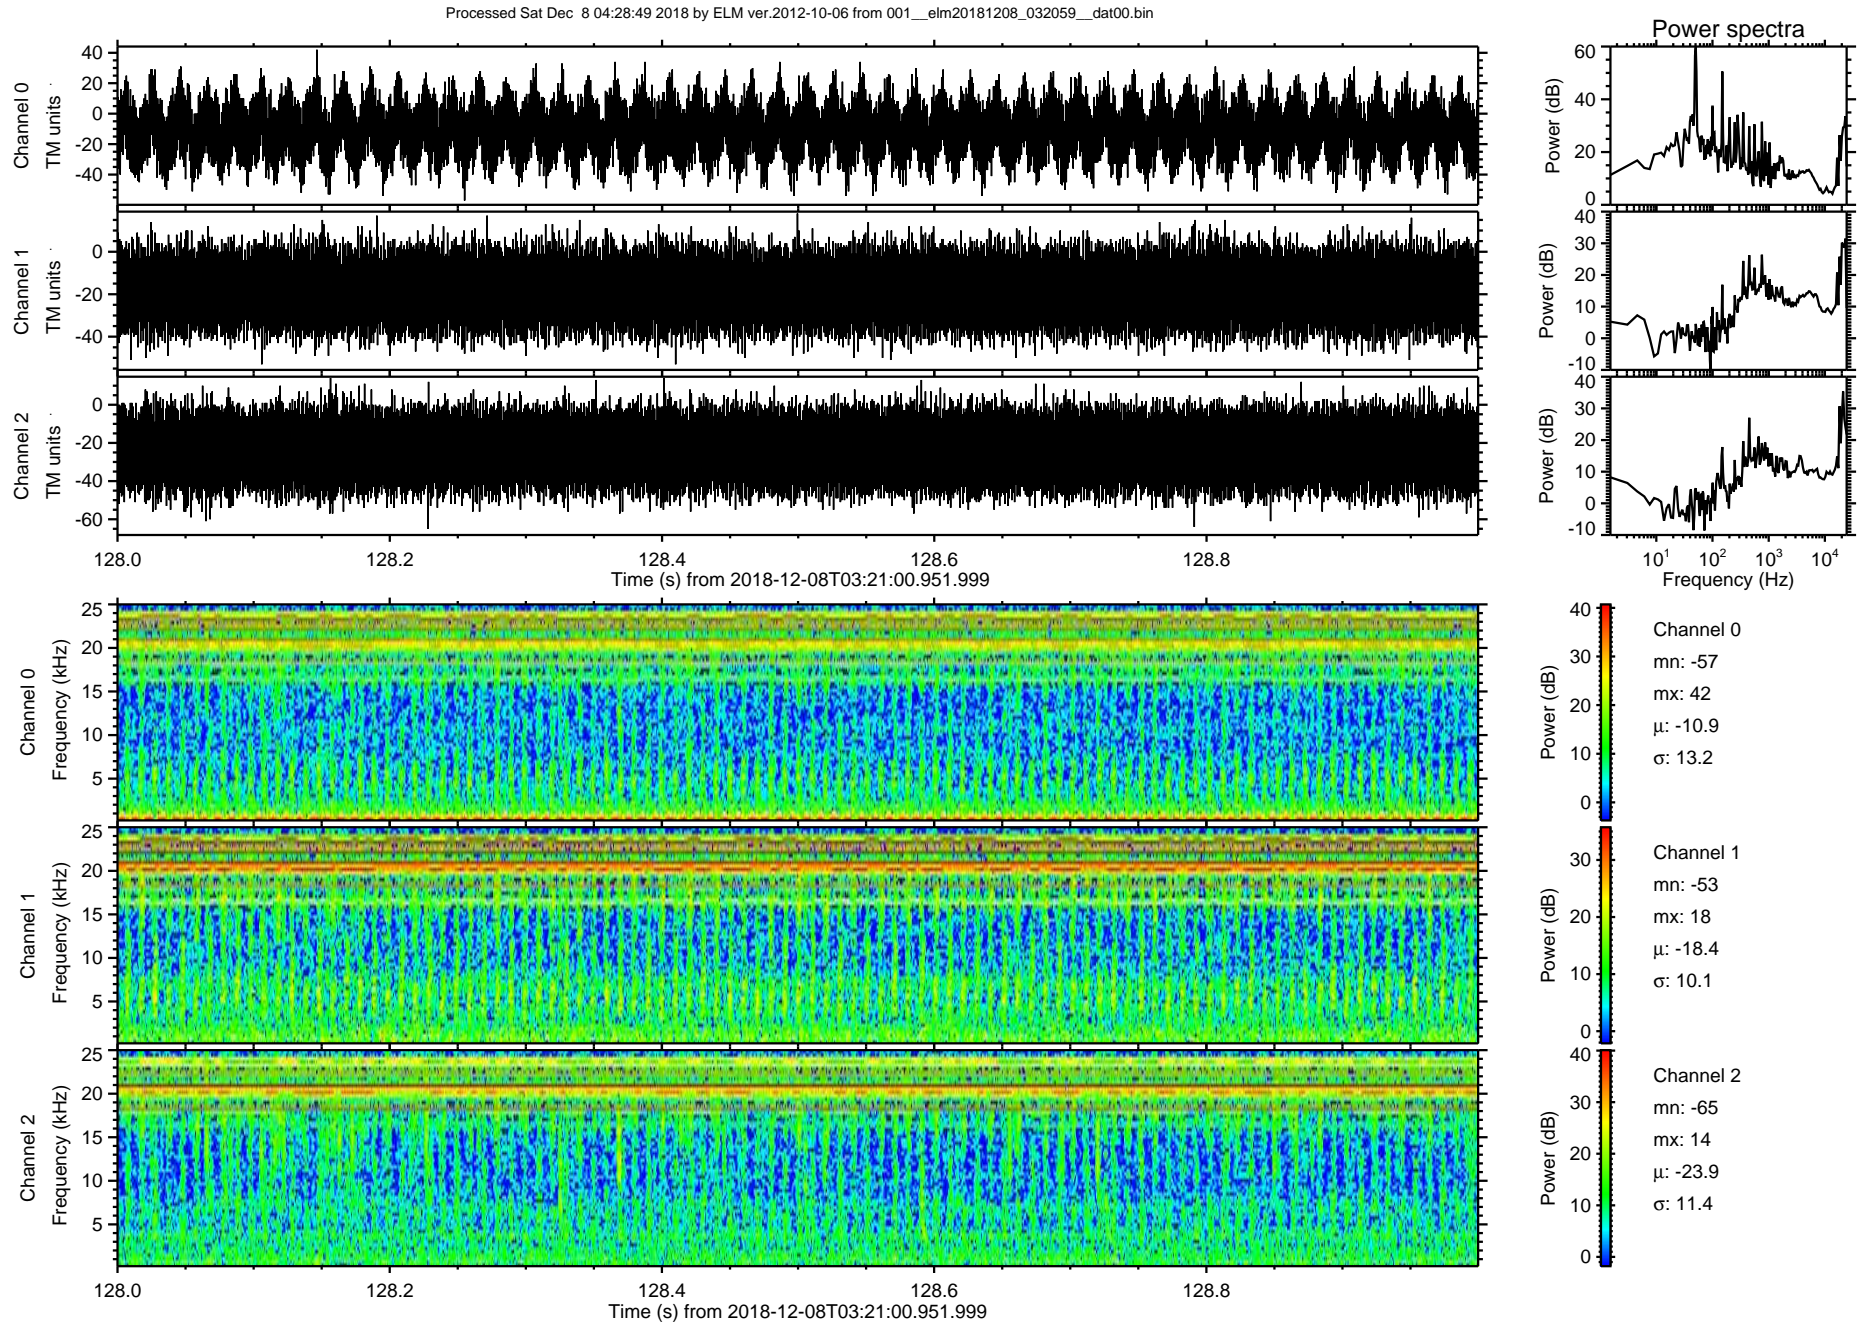 Processed Sat Dec  8 04:28:49 2018 by ELM ver.2012-10-06 from 001__elm20181208_032059__dat00.bin
Power spectra
Channel 0
TM units
40
20
0
-20
-40
Power (dB)
60
40
20
0
Channel 1
TM units
0
-20
-40
Power (dB)
40
30
20
10
0
-10
Channel 2
TM units
0
-20
-40
-60
Power (dB)
40
30
20
10
0
-10
128.0 128.2 128.4 128.6 128.8
Time (s) from 2018-12-08T03:21:00.951.999
10¹ 10² 10³ 10⁴
Frequency (Hz)
Channel 0
Frequency (kHz)
25
20
15
10
5
Power (dB)
40
30
20
10
0
Channel 0
mn: -57
mx: 42
µ: -10.9
σ: 13.2
Channel 1
Frequency (kHz)
25
20
15
10
5
Power (dB)
30
20
10
0
Channel 1
mn: -53
mx: 18
µ: -18.4
σ: 10.1
Channel 2
Frequency (kHz)
25
20
15
10
5
Power (dB)
40
30
20
10
0
Channel 2
mn: -65
mx: 14
µ: -23.9
σ: 11.4
128.0 128.2 128.4 128.6 128.8
Time (s) from 2018-12-08T03:21:00.951.999